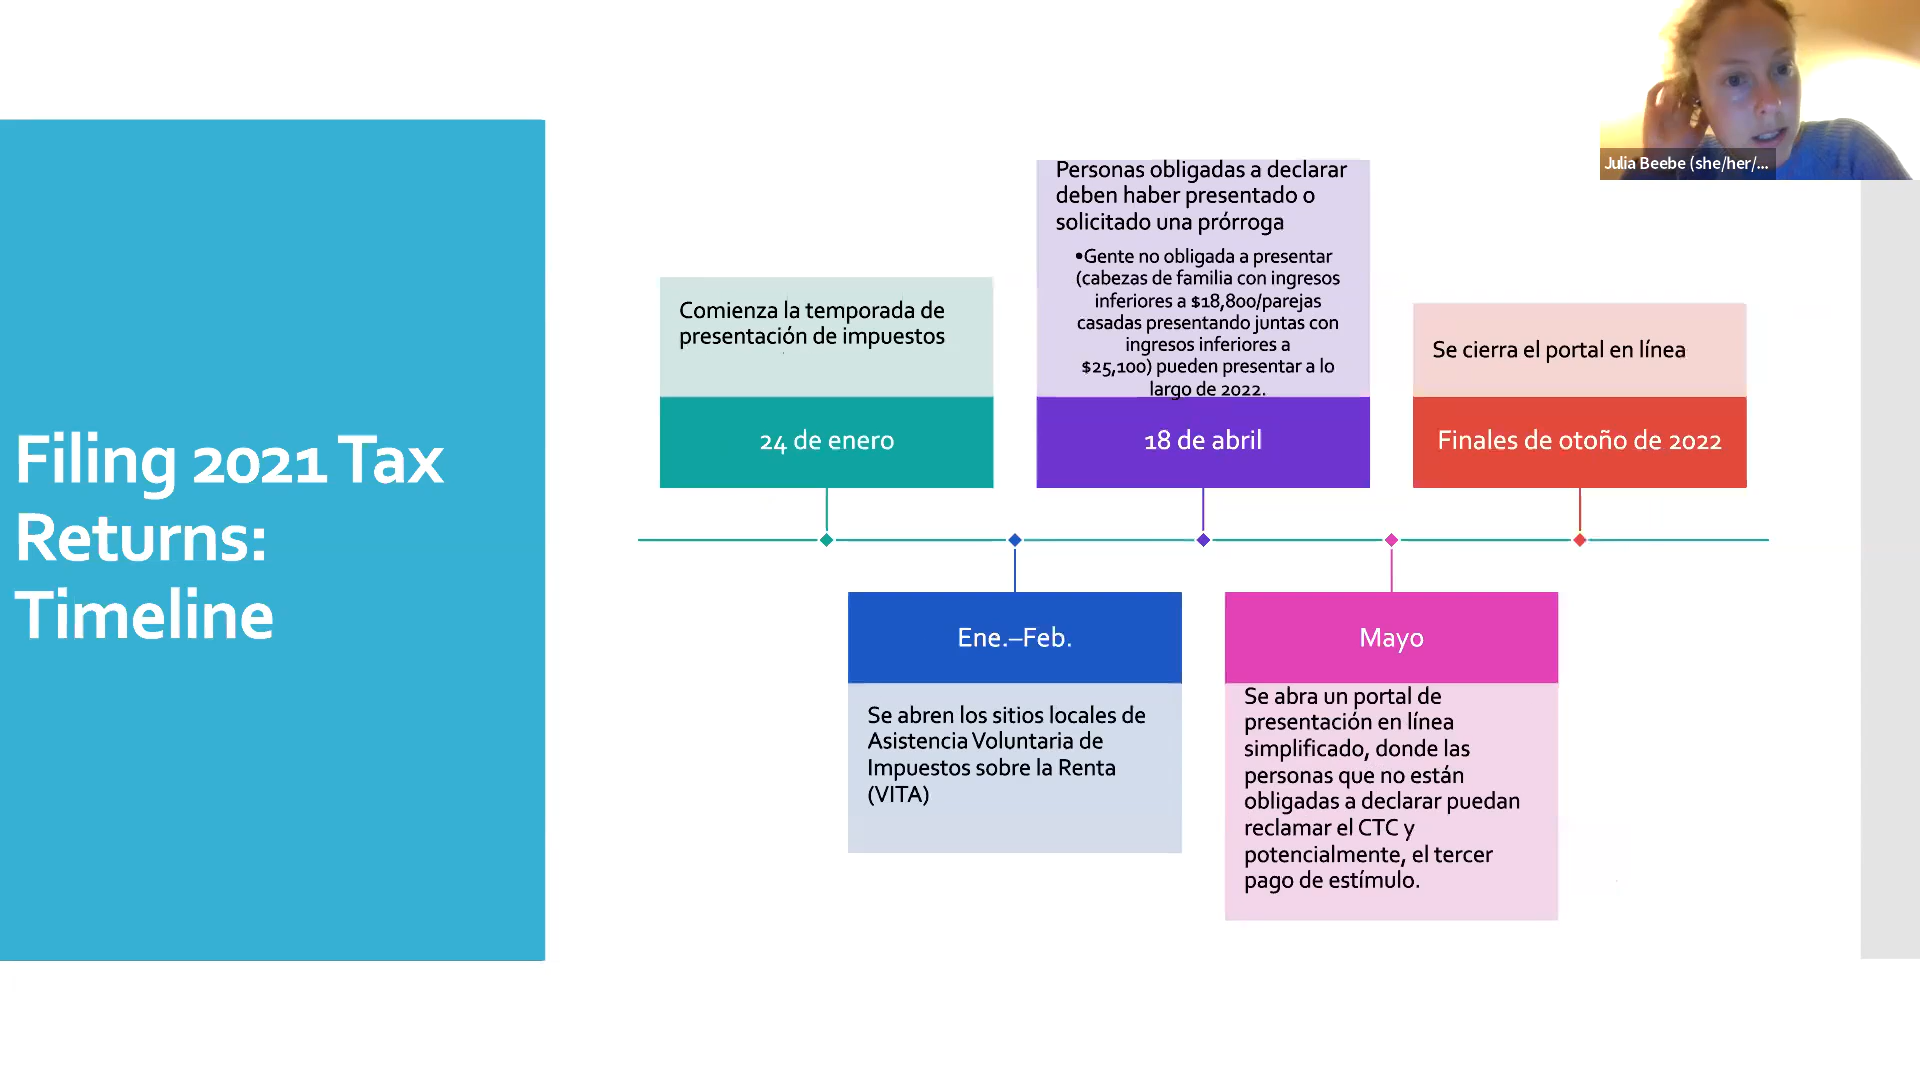 Julia Beebe (she/her/...
Filing 2021 Tax
Returns:
Timeline
Comienza la temporada de
presentación de impuestos
24 de enero
Se abren los sitios locales de
Asistencia Voluntaria de
Impuestos sobre la Renta
(VITA)
Ene.–Feb.
Personas obligadas a declarar
deben haber presentado o
solicitado una prórroga
•Gente no obligada a presentar
(cabezas de familia con ingresos
inferiores a $18,800/parejas
casadas presentando juntas con
ingresos inferiores a
$25,100) pueden presentar a lo
largo de 2022.
18 de abril
Mayo
Se abra un portal de
presentación en línea
simplificado, donde las
personas que no están
obligadas a declarar puedan
reclamar el CTC y
potencialmente, el tercer
pago de estímulo.
Se cierra el portal en línea
Finales de otoño de 2022